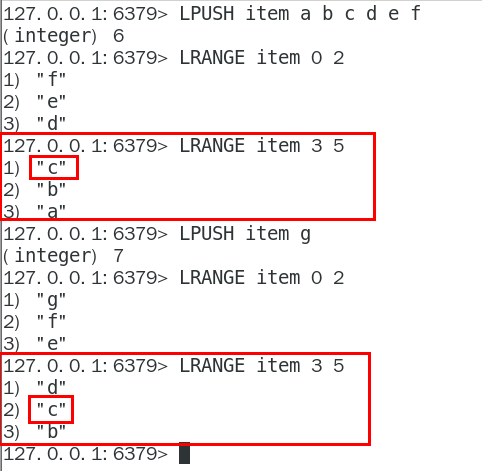 127.0.0.1:6379> LPUSH item a b c d e f
(integer) 6
127.0.0.1:6379> LRANGE item 0 2
1) "f"
2) "e"
3) "d"
127.0.0.1:6379> LRANGE item 3 5
1) "c"
2) "b"
3) "a"
127.0.0.1:6379> LPUSH item g
(integer) 7
127.0.0.1:6379> LRANGE item 0 2
1) "g"
2) "f"
3) "e"
127.0.0.1:6379> LRANGE item 3 5
1) "d"
2) "c"
3) "b"
127.0.0.1:6379>